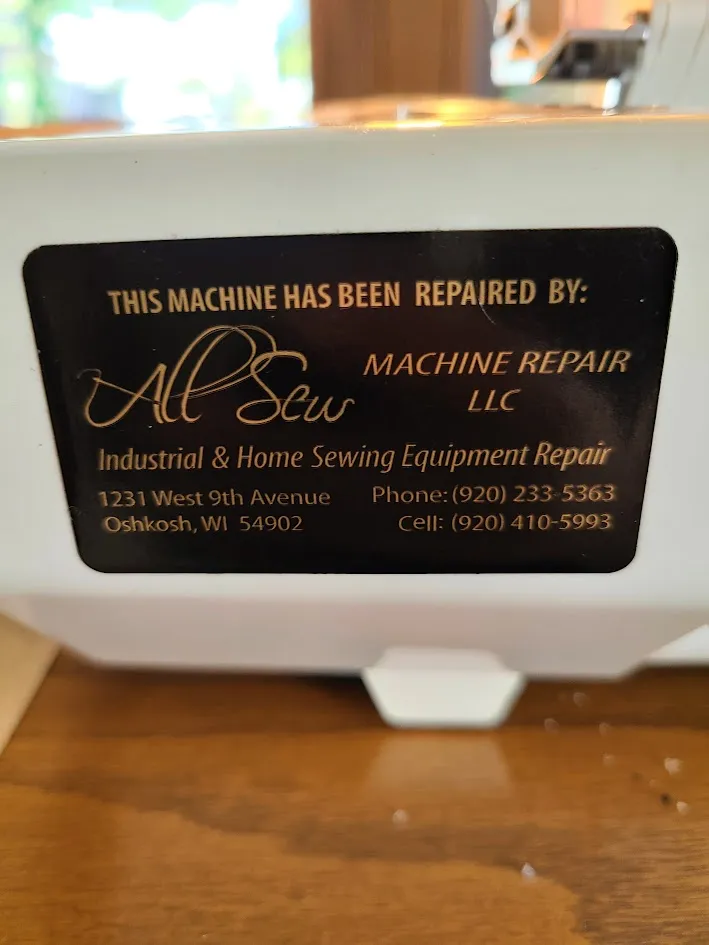 THIS MACHINE HAS BEEN REPAIRED BY:
All Sew MACHINE REPAIR
LLC
Industrial & Home Sewing Equipment Repair
1231 West 9th Avenue Phone: (920) 233-5363
Oshkosh, WI 54902 Cell: (920) 410-5993